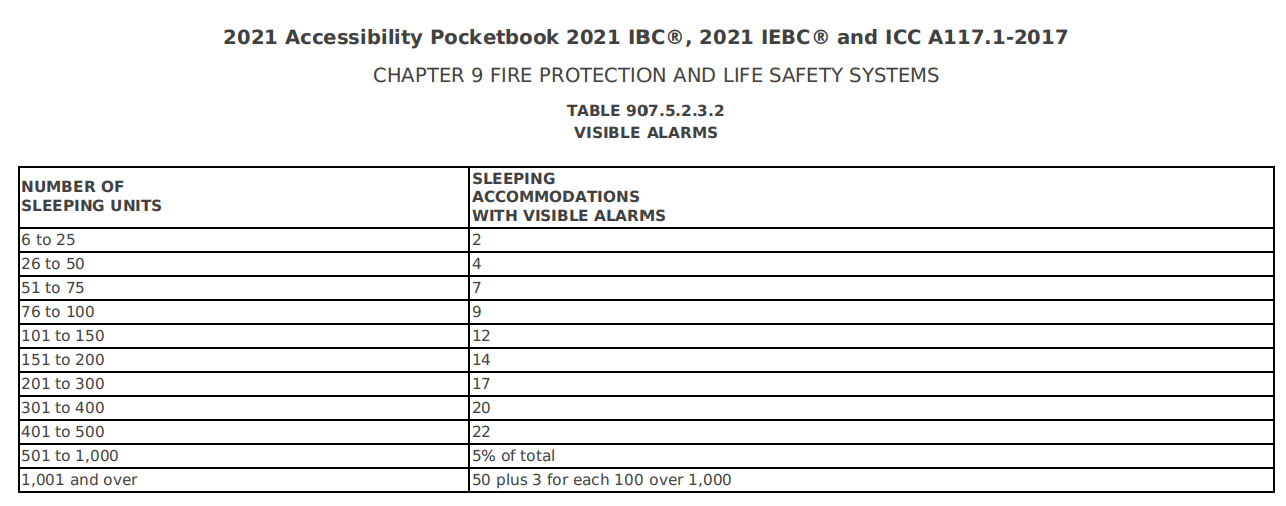 2021 Accessibility Pocketbook 2021 IBC®, 2021 IEBC® and ICC A117.1-2017
CHAPTER 9 FIRE PROTECTION AND LIFE SAFETY SYSTEMS
TABLE 907.5.2.3.2
VISIBLE ALARMS
NUMBER OF
SLEEPING UNITS
SLEEPING
ACCOMMODATIONS
WITH VISIBLE ALARMS
6 to 25 2
26 to 50 4
51 to 75 7
76 to 100 9
101 to 150 12
151 to 200 14
201 to 300 17
301 to 400 20
401 to 500 22
501 to 1,000 5% of total
1,001 and over 50 plus 3 for each 100 over 1,000